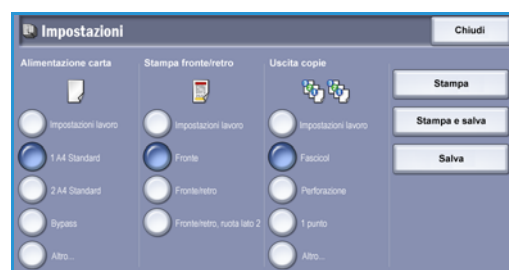 Impostazioni
Chiudi
Alimentazione carta
Impostazioni lavoro
1 A4 Standard
2 A4 Standard
Bypass
Altro...
Stampa fronte/retro
Impostazioni lavoro
Fronte
Fronte/retro
Fronte/retro, ruota lato 2
Uscita copie
Impostazioni lavoro
Fascicol
Perforazione
1 punto
Altro...
Stampa
Stampa e salva
Salva